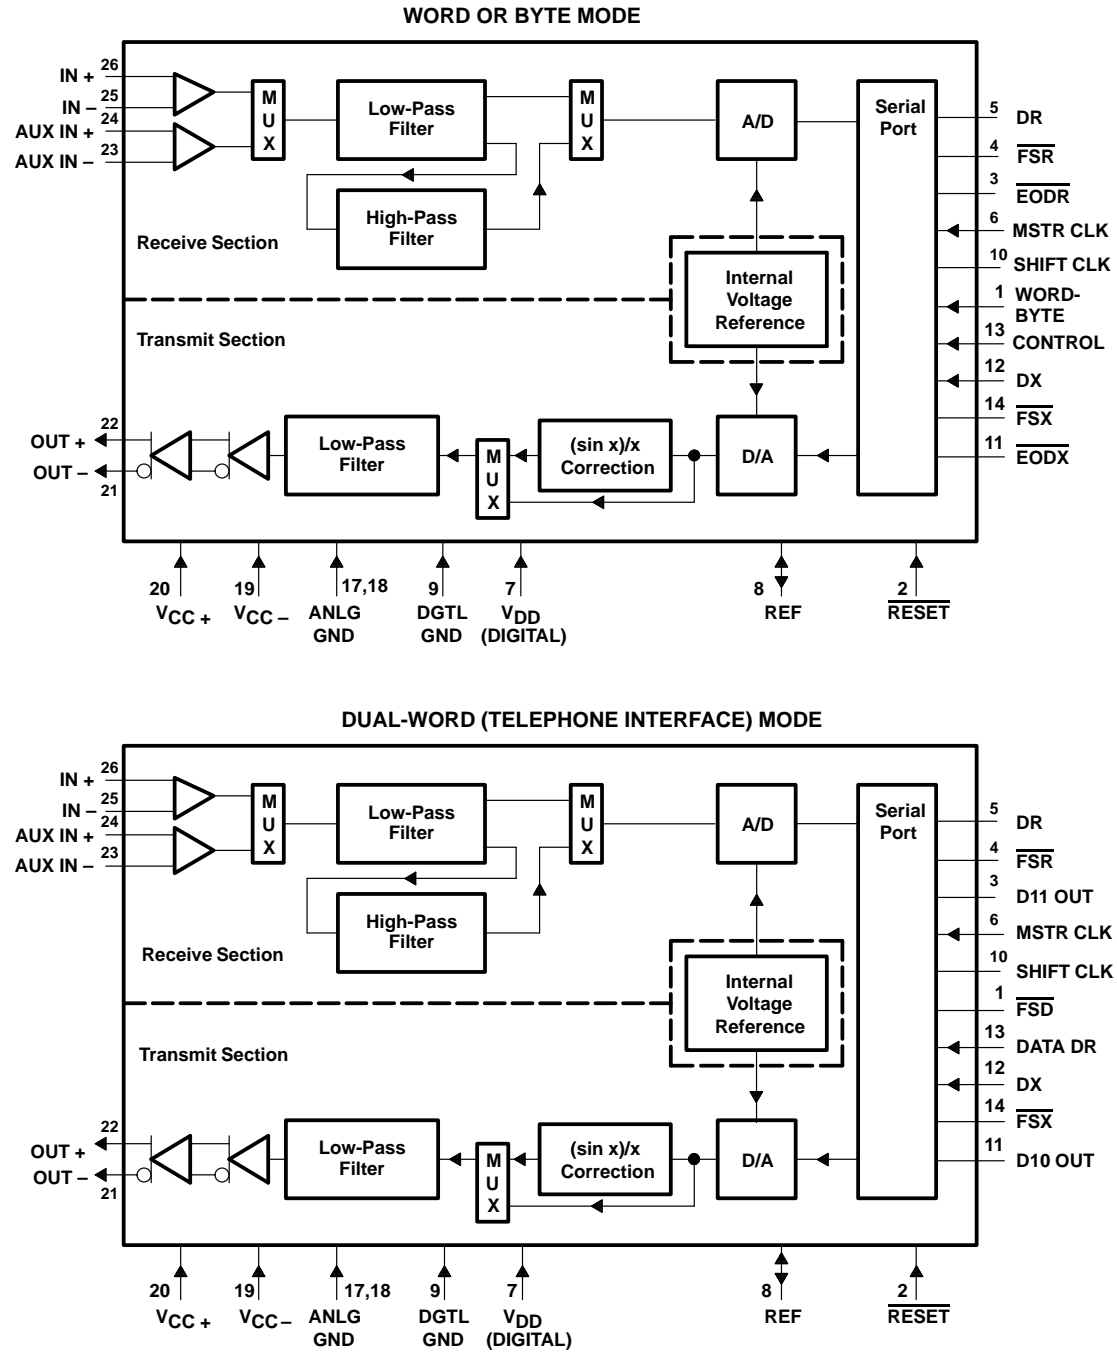 WORD OR BYTE MODE
26
IN +
25
IN –
24
AUX IN +
23
AUX IN –
M
U
X
Low-Pass
Filter
High-Pass
Filter
M
U
X
A/D
Serial
Port
5 DR
4 FSR
3 EODR
6 MSTR CLK
10 SHIFT CLK
1 WORD-
BYTE
13 CONTROL
12 DX
14 FSX
11 EODX
Receive Section
Internal
Voltage
Reference
Transmit Section
22
OUT +
OUT –
21
Low-Pass
Filter
M
U
X
(sin x)/x
Correction
D/A
20
VCC +
19
VCC –
17,18
ANLG
GND
9
DGTL
GND
7
VDD
(DIGITAL)
8
REF
2
RESET
DUAL-WORD (TELEPHONE INTERFACE) MODE
26
IN +
25
IN –
24
AUX IN +
23
AUX IN –
M
U
X
Low-Pass
Filter
High-Pass
Filter
M
U
X
A/D
Serial
Port
5 DR
4 FSR
3 D11 OUT
6 MSTR CLK
10 SHIFT CLK
1 FSD
13 DATA DR
12 DX
14 FSX
11 D10 OUT
Receive Section
Internal
Voltage
Reference
Transmit Section
22
OUT +
OUT –
21
Low-Pass
Filter
M
U
X
(sin x)/x
Correction
D/A
20
VCC +
19
VCC –
17,18
ANLG
GND
9
DGTL
GND
7
VDD
(DIGITAL)
8
REF
2
RESET